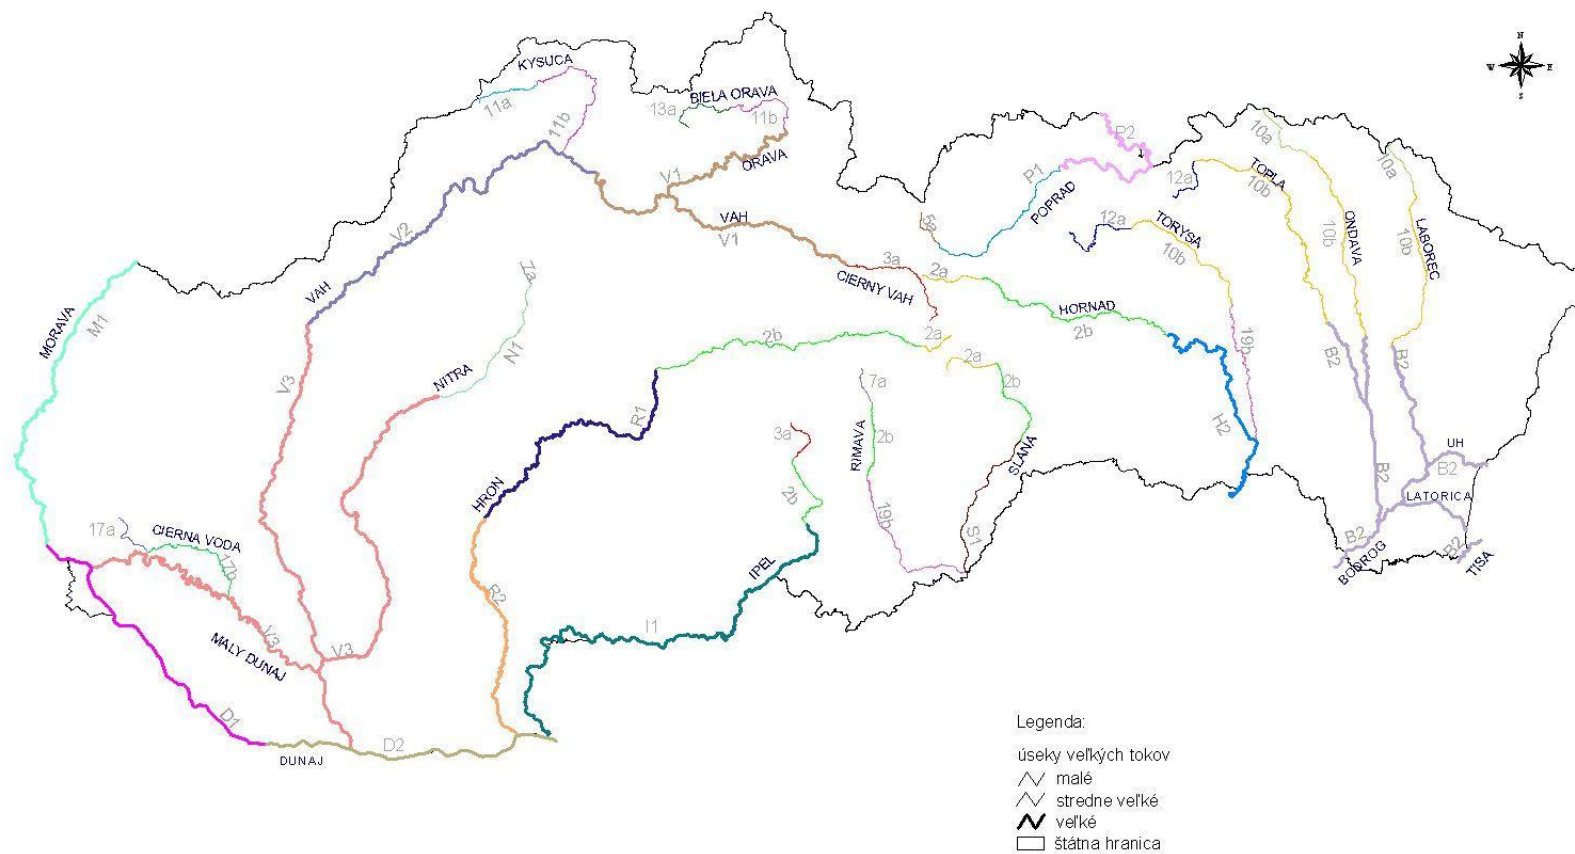 N
W E
S
KYSUCA
11a
11b
BIELA ORAVA
13a
11b
ORAVA
V1
VAH
V1
V2
VAH
MORAVA
M1
V3
7a
N1
NITRA
3a
CIERNY VAH
5a
P1
POPRAD
P2
2a
HORNAD
2b
12a
TORYSA
10b
12a
TOPLA
10b
10a
ONDAVA
10b
10a
LABOREC
10b
2b
2a
2a
2b
R1
HRON
7a
RIMAVA
2b
19b
3a
2b
SLANA
S1
19b
H2
B2
B2
B2
UH
B2
LATORICA
B2
BODROG
B2
TISA
17a
CIERNA VODA
17b
V3
MALY DUNAJ
V3
R2
IPEL
I1
D1
D2
DUNAJ
Legenda:
úseky veľkých tokov
malé
stredne veľké
veľké
štátna hranica